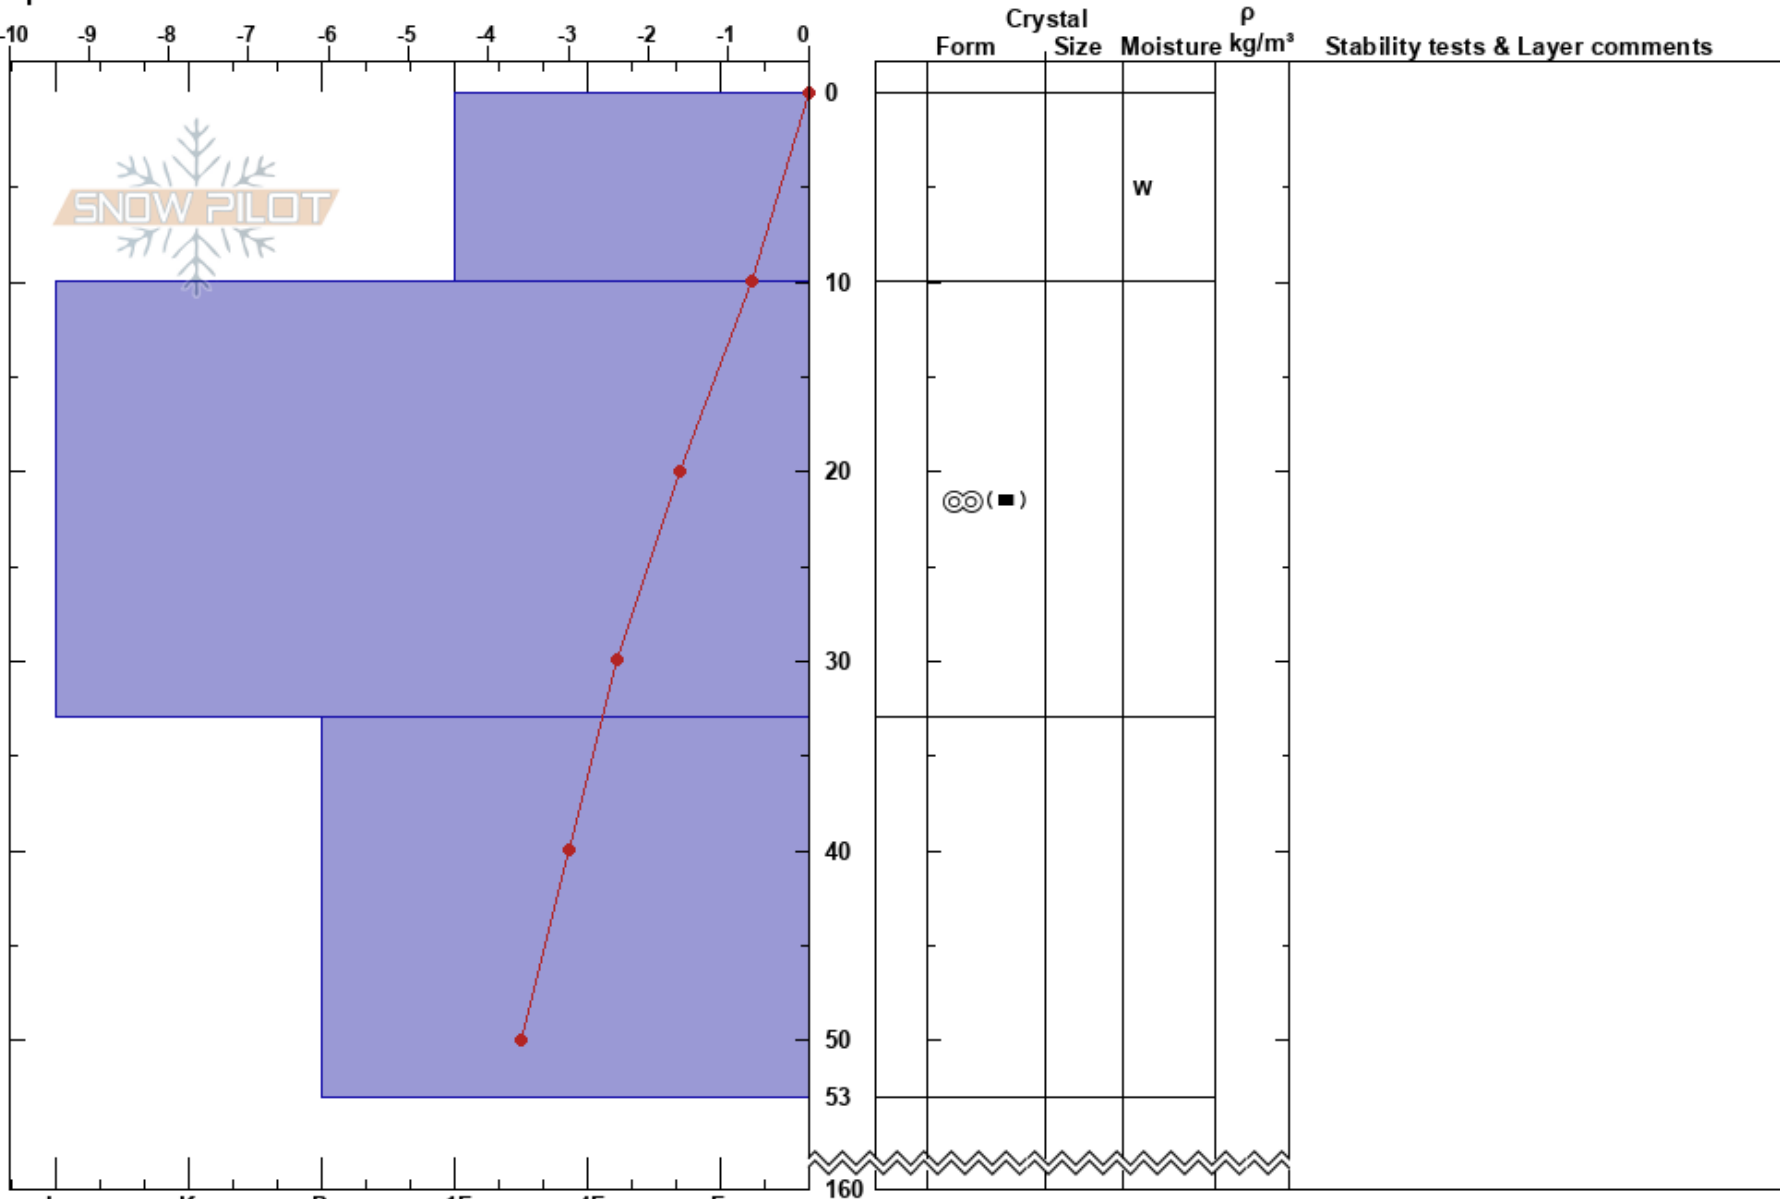 Crystal ρ
-10 -9 -8 -7 -6 -5 -4 -3 -2 -1 0 Form Size Moisture kg/m³ Stability tests & Layer comments
0
SNOW PILOT
W
10
20
(■)
30
40
50
53
160